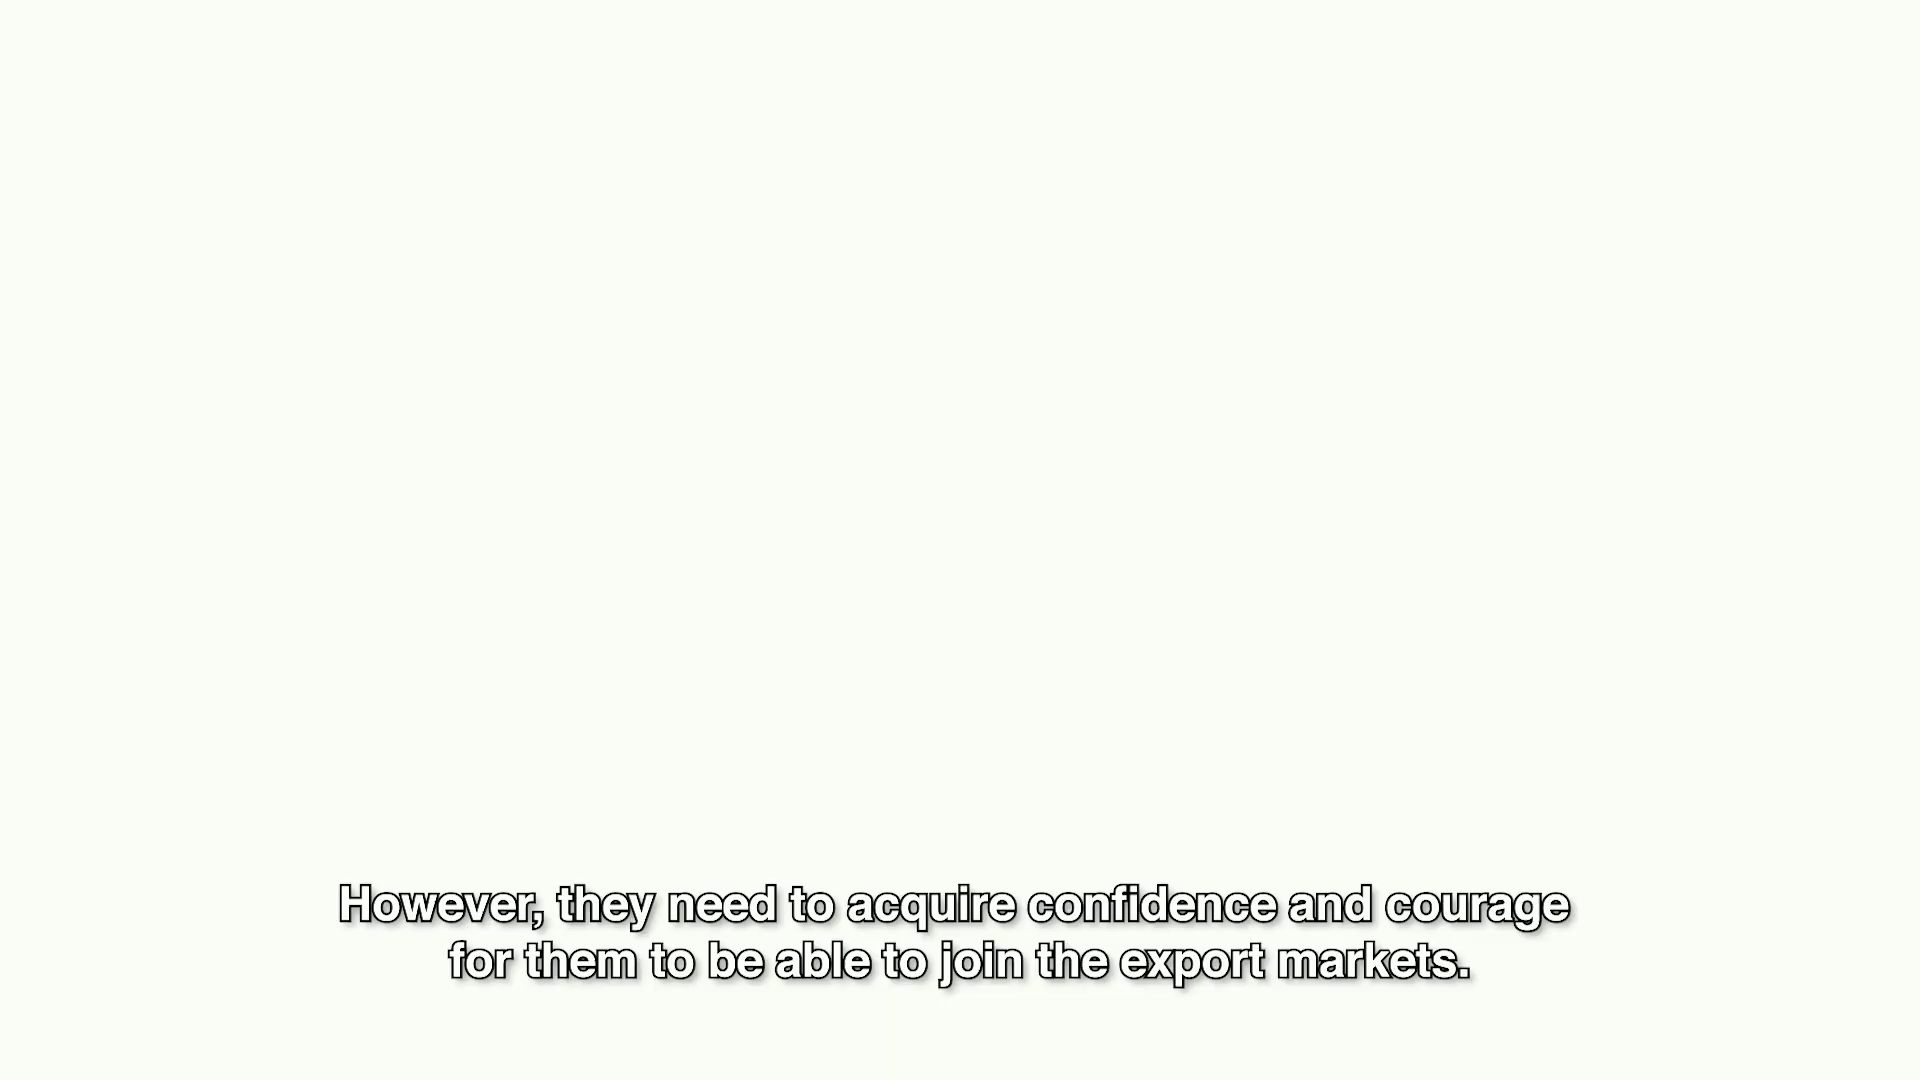 However, they need to acquire confidence and courage
for them to be able to join the export markets.